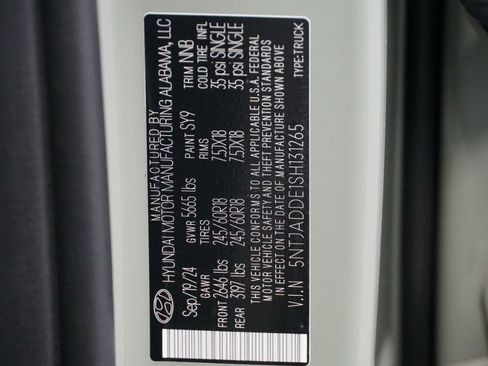 MANUFACTURED BY
HYUNDAI MOTOR MANUFACTURING ALABAMA, LLC
Sep/19/24 GVWR 5665 lbs PAINT SY9 TRIM NNB
GAWR TIRES RIMS COLD TIRE INFL
FRONT 2646 lbs 245/60R18 7.5JX18 35 psi SINGLE
REAR 3197 lbs 245/60R18 7.5JX18 35 psi SINGLE
THIS VEHICLE CONFORMS TO ALL APPLICABLE U.S.A. FEDERAL
MOTOR VEHICLE SAFETY AND THEFT PREVENTION STANDARDS
IN EFFECT ON THE DATE OF MANUFACTURE SHOWN ABOVE
V.I.N 5NTJADDE1SH131265 TYPE:TRUCK